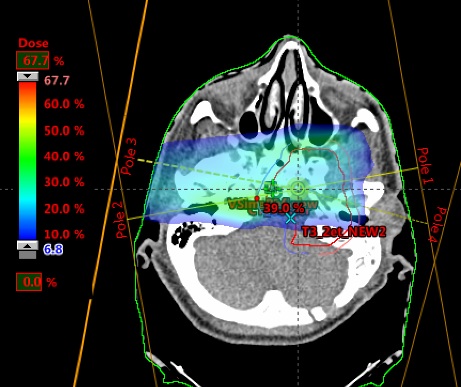 Dose
67.7 %
67.7
60.0 %
50.0 %
40.0 %
30.0 %
20.0 %
10.0 %
6.8
0.0 %
Pole 3
Pole 1
Pole 2
Pole 4
39.0 %
T3_2et_NEW2